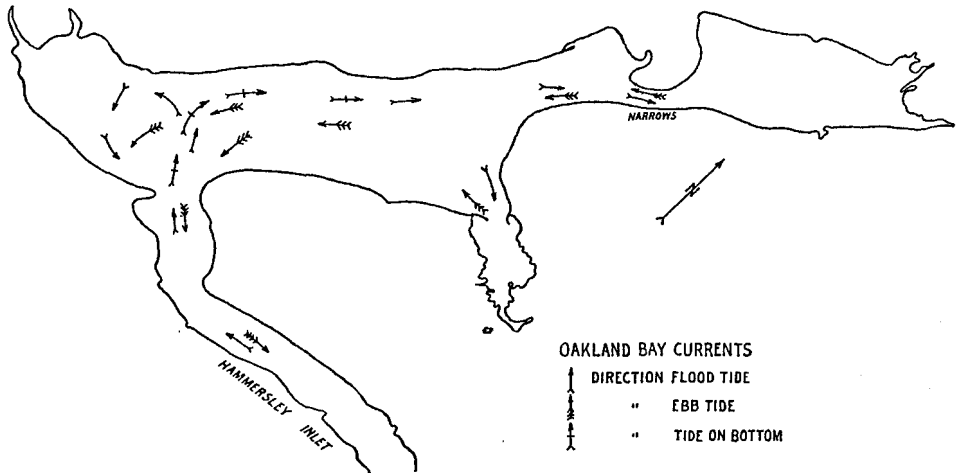 NARROWS
N
HAMMERSLEY
INLET
OAKLAND BAY CURRENTS
DIRECTION FLOOD TIDE
" EBB TIDE
" TIDE ON BOTTOM